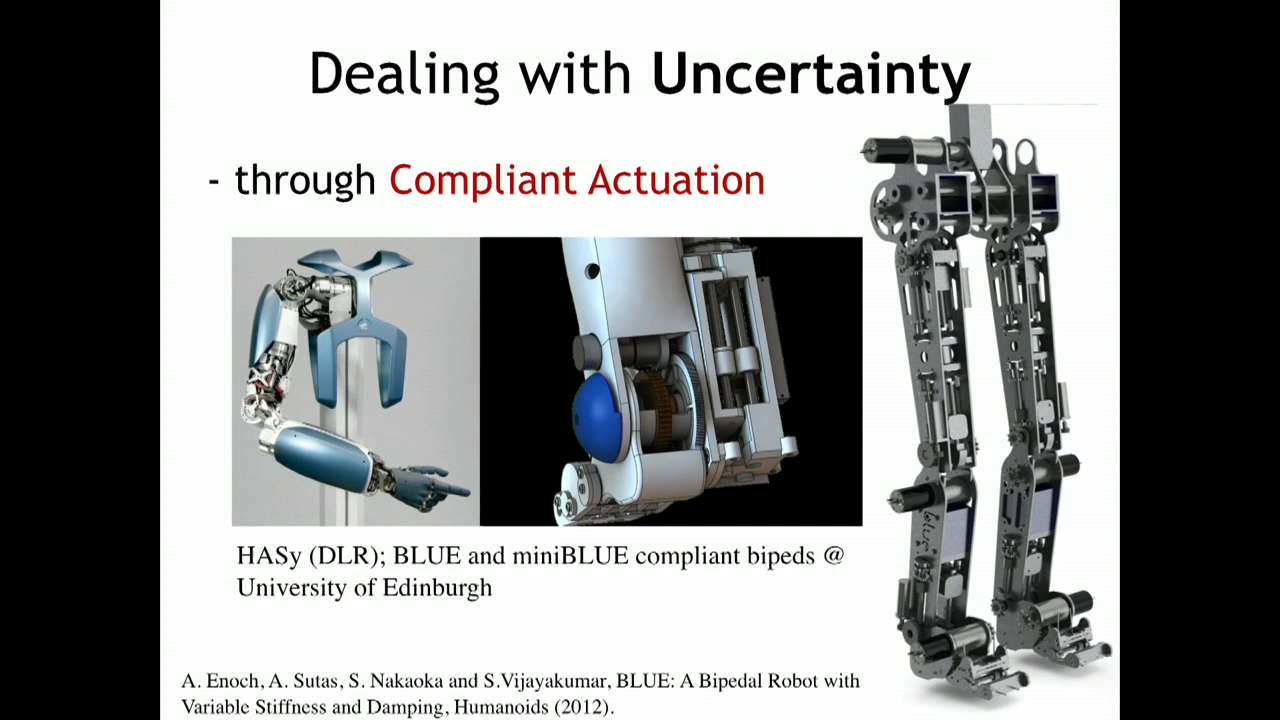 Dealing with Uncertainty
- through Compliant Actuation
HASy (DLR); BLUE and miniBLUE compliant bipeds @
University of Edinburgh
A. Enoch, A. Sutas, S. Nakaoka and S.Vijayakumar, BLUE: A Bipedal Robot with
Variable Stiffness and Damping, Humanoids (2012).